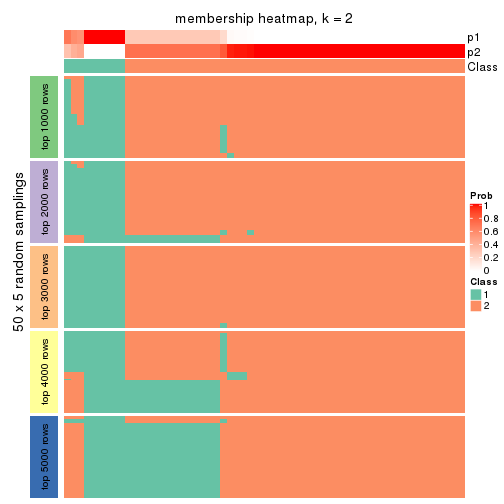 membership heatmap, k = 2
p1
p2
Class
50 x 5 random samplings
top 1000 rows
top 2000 rows
top 3000 rows
top 4000 rows
top 5000 rows
Prob
1
0.8
0.6
0.4
0.2
0
Class
1
2